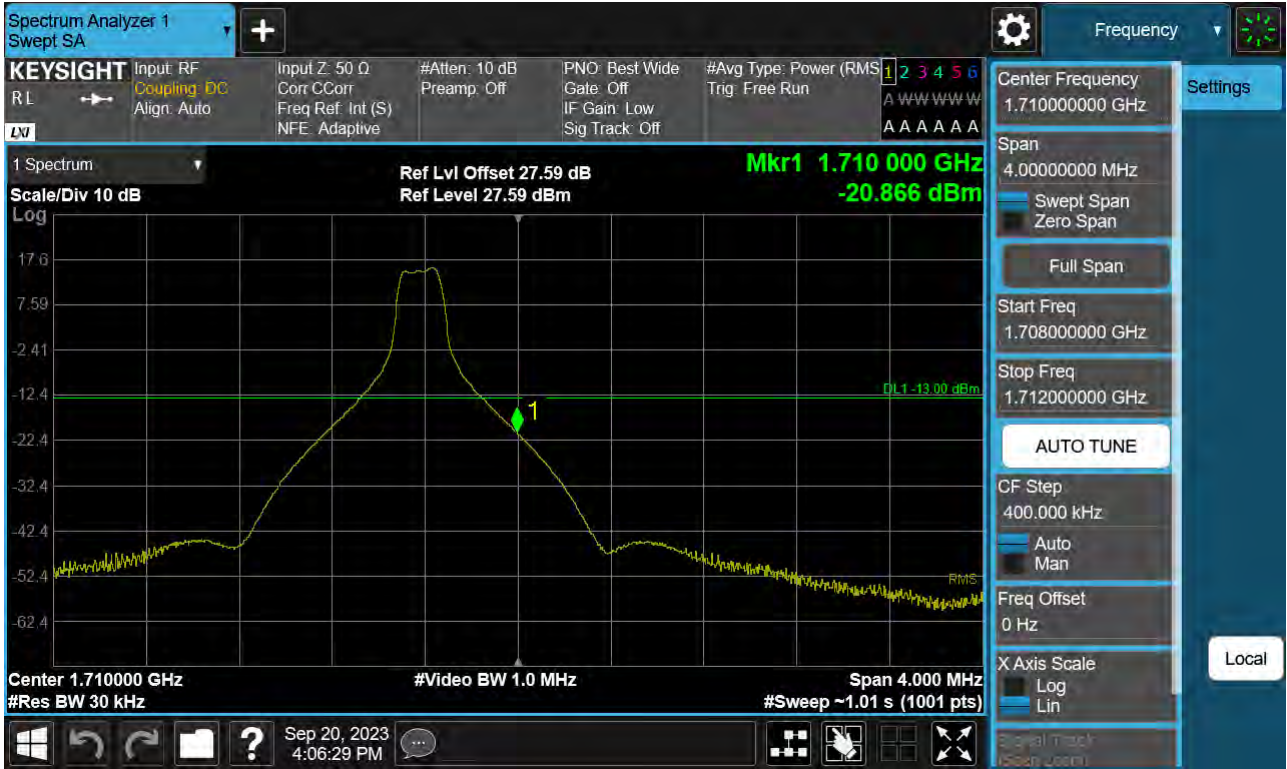 Spectrum Analyzer 1
Swept SA
+
Frequency
KEYSIGHT
R L
LXI
Input: RF
Coupling: DC
Align: Auto
Input Z: 50 Ω
Corr CCorr
Freq Ref: Int (S)
NFE: Adaptive
#Atten: 10 dB
Preamp: Off
PNO: Best Wide
Gate: Off
IF Gain: Low
Sig Track: Off
#Avg Type: Power (RMS
Trig: Free Run
1 2 3 4 5 6
A W W W W W
A A A A A A
1 Spectrum
Scale/Div 10 dB
Log
Ref Lvl Offset 27.59 dB
Ref Level 27.59 dBm
Mkr1 1.710 000 GHz
-20.866 dBm
17.6
7.59
-2.41
-12.4
-22.4
-32.4
-42.4
-52.4
-62.4
DL1 -13.00 dBm
1
RMS
Center 1.710000 GHz
#Res BW 30 kHz
#Video BW 1.0 MHz
Span 4.000 MHz
#Sweep ~1.01 s (1001 pts)
Center Frequency
1.710000000 GHz
Settings
Span
4.00000000 MHz
Swept Span
Zero Span
Full Span
Start Freq
1.708000000 GHz
Stop Freq
1.712000000 GHz
AUTO TUNE
CF Step
400.000 kHz
Auto
Man
Freq Offset
0 Hz
X Axis Scale
Log
Lin
Local
Signal Track
(Span Zoom)
?
Sep 20, 2023
4:06:29 PM